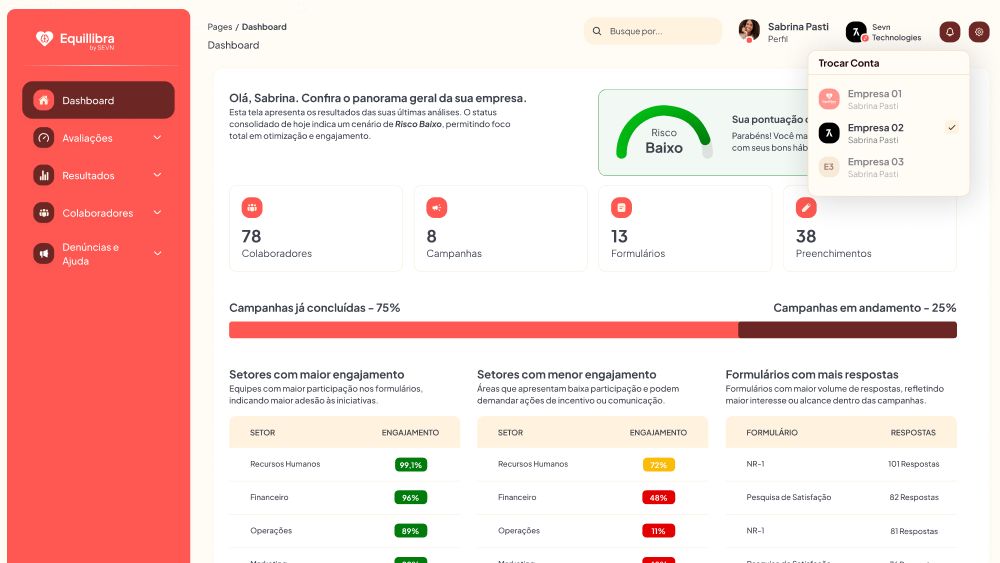 Equillibra
by SEVN
Dashboard
Avaliações
Resultados
Colaboradores
Denúncias e
Ajuda
Pages / Dashboard
Dashboard
Busque por...
Sabrina Pasti
Perfil
Sevn
Technologies
Trocar Conta
Empresa 01
Sabrina Pasti
Empresa 02
Sabrina Pasti
E3
Empresa 03
Sabrina Pasti
Olá, Sabrina. Confira o panorama geral da sua empresa.
Esta tela apresenta os resultados das suas últimas análises. O status
consolidado de hoje indica um cenário de Risco Baixo, permitindo foco
total em otimização e engajamento.
Risco
Baixo
Sua pontuação
Parabéns! Você
com seus bons
78
Colaboradores
8
Campanhas
13
Formulários
38
Preenchimentos
Campanhas já concluídas - 75%
Campanhas em andamento - 25%
Setores com maior engajamento
Equipes com maior participação nos formulários,
indicando maior adesão às iniciativas.
SETOR ENGAJAMENTO
Recursos Humanos 99,1%
Financeiro 96%
Operações 89%
Setores com menor engajamento
Áreas que apresentam baixa participação e podem
demandar ações de incentivo ou comunicação.
SETOR ENGAJAMENTO
Recursos Humanos 72%
Financeiro 48%
Operações 11%
Formulários com mais respostas
Formulários com maior volume de respostas, refletindo
maior interesse ou alcance dentro das campanhas.
FORMULÁRIO RESPOSTAS
NR-1 101 Respostas
Pesquisa de Satisfação 82 Respostas
NR-1 81 Respostas